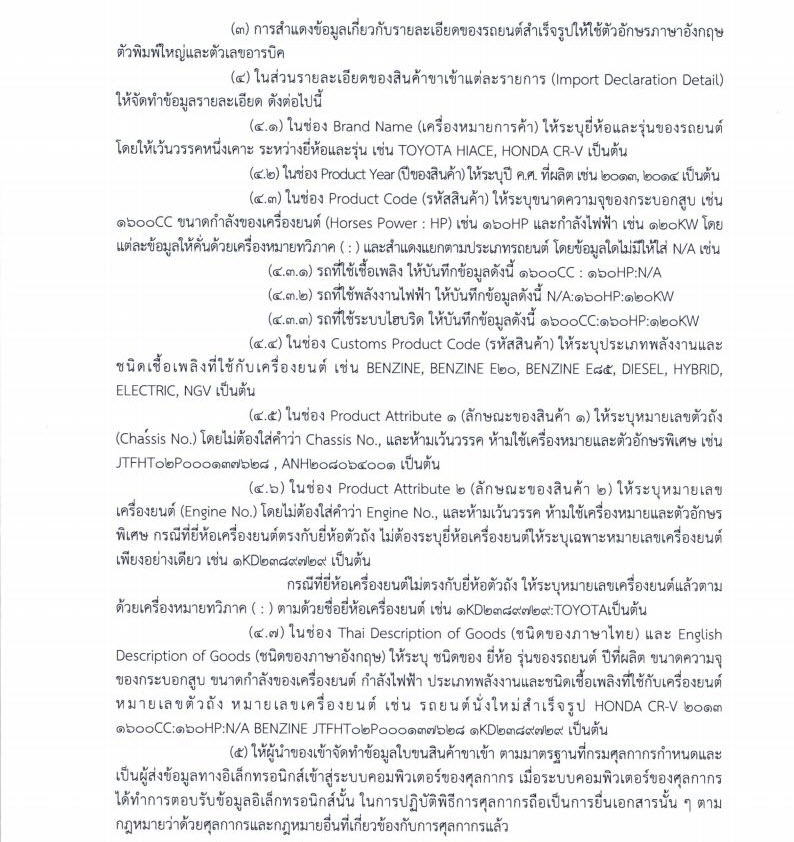 (๓) การสำแดงข้อมูลเกี่ยวกับรายละเอียดของรถยนต์สำเร็จรูปให้ใช้ตัวอักษรภาษาอังกฤษ
ตัวพิมพ์ใหญ่และตัวเลขอารบิค
(๔) ในส่วนรายละเอียดของสินค้าขาเข้าแต่ละรายการ (Import Declaration Detail)
ให้จัดทำข้อมูลรายละเอียด ดังต่อไปนี้
(๔.๑) ในช่อง Brand Name (เครื่องหมายการค้า) ให้ระบุยี่ห้อและรุ่นของรถยนต์
โดยให้เว้นวรรคหนึ่งเคาะ ระหว่างยี่ห้อและรุ่น เช่น TOYOTA HIACE, HONDA CR-V เป็นต้น
(๔.๒) ในช่อง Product Year (ปีของสินค้า) ให้ระบุปี ค.ศ. ที่ผลิต เช่น ๒๐๑๓, ๒๐๑๔ เป็นต้น
(๔.๓) ในช่อง Product Code (รหัสสินค้า) ให้ระบุขนาดความจุของกระบอกสูบ เช่น
๑๖๐๐CC ขนาดกำลังของเครื่องยนต์ (Horses Power : HP) เช่น ๑๖๐HP และกำลังไฟฟ้า เช่น ๑๒๐KW โดย
แต่ละข้อมูลให้คั่นด้วยเครื่องหมายทวิภาค ( : ) และสำแดงแยกตามประเภทรถยนต์ โดยข้อมูลใดไม่มีให้ใส่ N/A เช่น
(๔.๓.๑) รถที่ใช้เชื้อเพลิง ให้บันทึกข้อมูลดังนี้ ๑๖๐๐CC : ๑๖๐HP:N/A
(๔.๓.๒) รถที่ใช้พลังงานไฟฟ้า ให้บันทึกข้อมูลดังนี้ N/A:๑๖๐HP:๑๒๐KW
(๔.๓.๓) รถที่ใช้ระบบไฮบริด ให้บันทึกข้อมูลดังนี้ ๑๖๐๐CC:๑๖๐HP:๑๒๐KW
(๔.๔) ในช่อง Customs Product Code (รหัสสินค้า) ให้ระบุประเภทพลังงานและ
ชนิดเชื้อเพลิงที่ใช้กับเครื่องยนต์ เช่น BENZINE, BENZINE E๒๐, BENZINE E๘๕, DIESEL, HYBRID,
ELECTRIC, NGV เป็นต้น
(๔.๕) ในช่อง Product Attribute ๑ (ลักษณะของสินค้า ๑) ให้ระบุหมายเลขตัวถัง
(Chassis No.) โดยไม่ต้องใส่คำว่า Chassis No., และห้ามเว้นวรรค ห้ามใช้เครื่องหมายและตัวอักษรพิเศษ เช่น
JTFHT๐๒P๐๐๐๑๓๗๖๒๘ , ANH๒๐๘๐๖๔๐๐๑ เป็นต้น
(๔.๖) ในช่อง Product Attribute ๒ (ลักษณะของสินค้า ๒) ให้ระบุหมายเลข
เครื่องยนต์ (Engine No.) โดยไม่ต้องใส่คำว่า Engine No., และห้ามเว้นวรรค ห้ามใช้เครื่องหมายและตัวอักษร
พิเศษ กรณีที่ยี่ห้อเครื่องยนต์ตรงกับยี่ห้อตัวถัง ไม่ต้องระบุยี่ห้อเครื่องยนต์ให้ระบุเฉพาะหมายเลขเครื่องยนต์
เพียงอย่างเดียว เช่น ๑KD๒๓๘๙๗๒๙ เป็นต้น
กรณีที่ยี่ห้อเครื่องยนต์ไม่ตรงกับยี่ห้อตัวถัง ให้ระบุหมายเลขเครื่องยนต์แล้วตาม
ด้วยเครื่องหมายทวิภาค ( : ) ตามด้วยชื่อยี่ห้อเครื่องยนต์ เช่น ๑KD๒๓๘๙๗๒๙:TOYOTAเป็นต้น
(๔.๗) ในช่อง Thai Description of Goods (ชนิดของภาษาไทย) และ English
Description of Goods (ชนิดของภาษาอังกฤษ) ให้ระบุ ชนิดของ ยี่ห้อ รุ่นของรถยนต์ ปีที่ผลิต ขนาดความจุ
ของกระบอกสูบ ขนาดกำลังของเครื่องยนต์ กำลังไฟฟ้า ประเภทพลังงานและชนิดเชื้อเพลิงที่ใช้กับเครื่องยนต์
หมายเลขตัวถัง หมายเลขเครื่องยนต์ เช่น รถยนต์นั่งใหม่สำเร็จรูป HONDA CR-V ๒๐๑๓
๑๖๐๐CC:๑๖๐HP:N/A BENZINE JTFHT๐๒P๐๐๐๑๓๗๖๒๘ ๑KD๒๓๘๙๗๒๙ เป็นต้น
(๕) ให้ผู้นำของเข้าจัดทำข้อมูลใบขนสินค้าขาเข้า ตามมาตรฐานที่กรมศุลกากรกำหนดและ
เป็นผู้ส่งข้อมูลทางอิเล็กทรอนิกส์เข้าสู่ระบบคอมพิวเตอร์ของศุลกากร เมื่อระบบคอมพิวเตอร์ของศุลกากร
ได้ทำการตอบรับข้อมูลอิเล็กทรอนิกส์นั้น ในการปฏิบัติพิธีการศุลกากรถือเป็นการยื่นเอกสารนั้น ๆ ตาม
กฎหมายว่าด้วยศุลกากรและกฎหมายอื่นที่เกี่ยวข้องกับการศุลกากรแล้ว